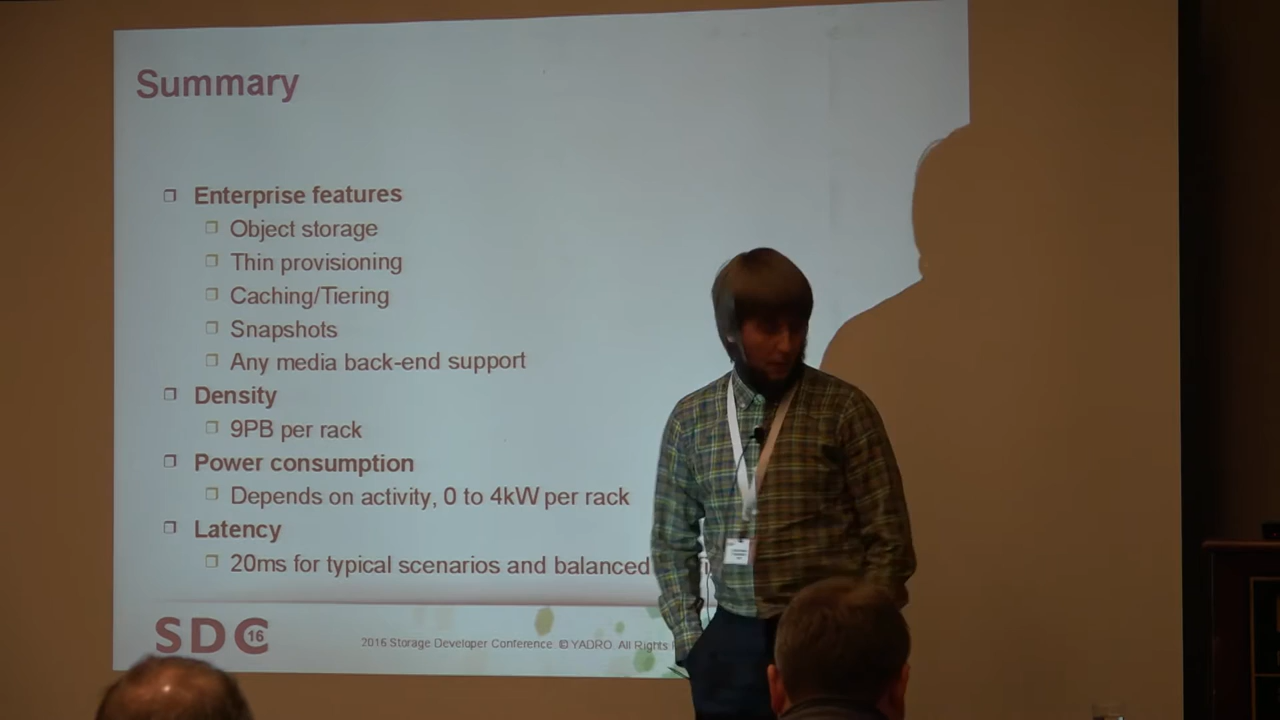 Summary
Enterprise features
Object storage
Thin provisioning
Caching/Tiering
Snapshots
Any media back-end support
Density
9PB per rack
Power consumption
Depends on activity, 0 to 4kW per rack
Latency
20ms for typical scenarios and balanced
SDC 16
2016 Storage Developer Conference. © YADRO. All Rights